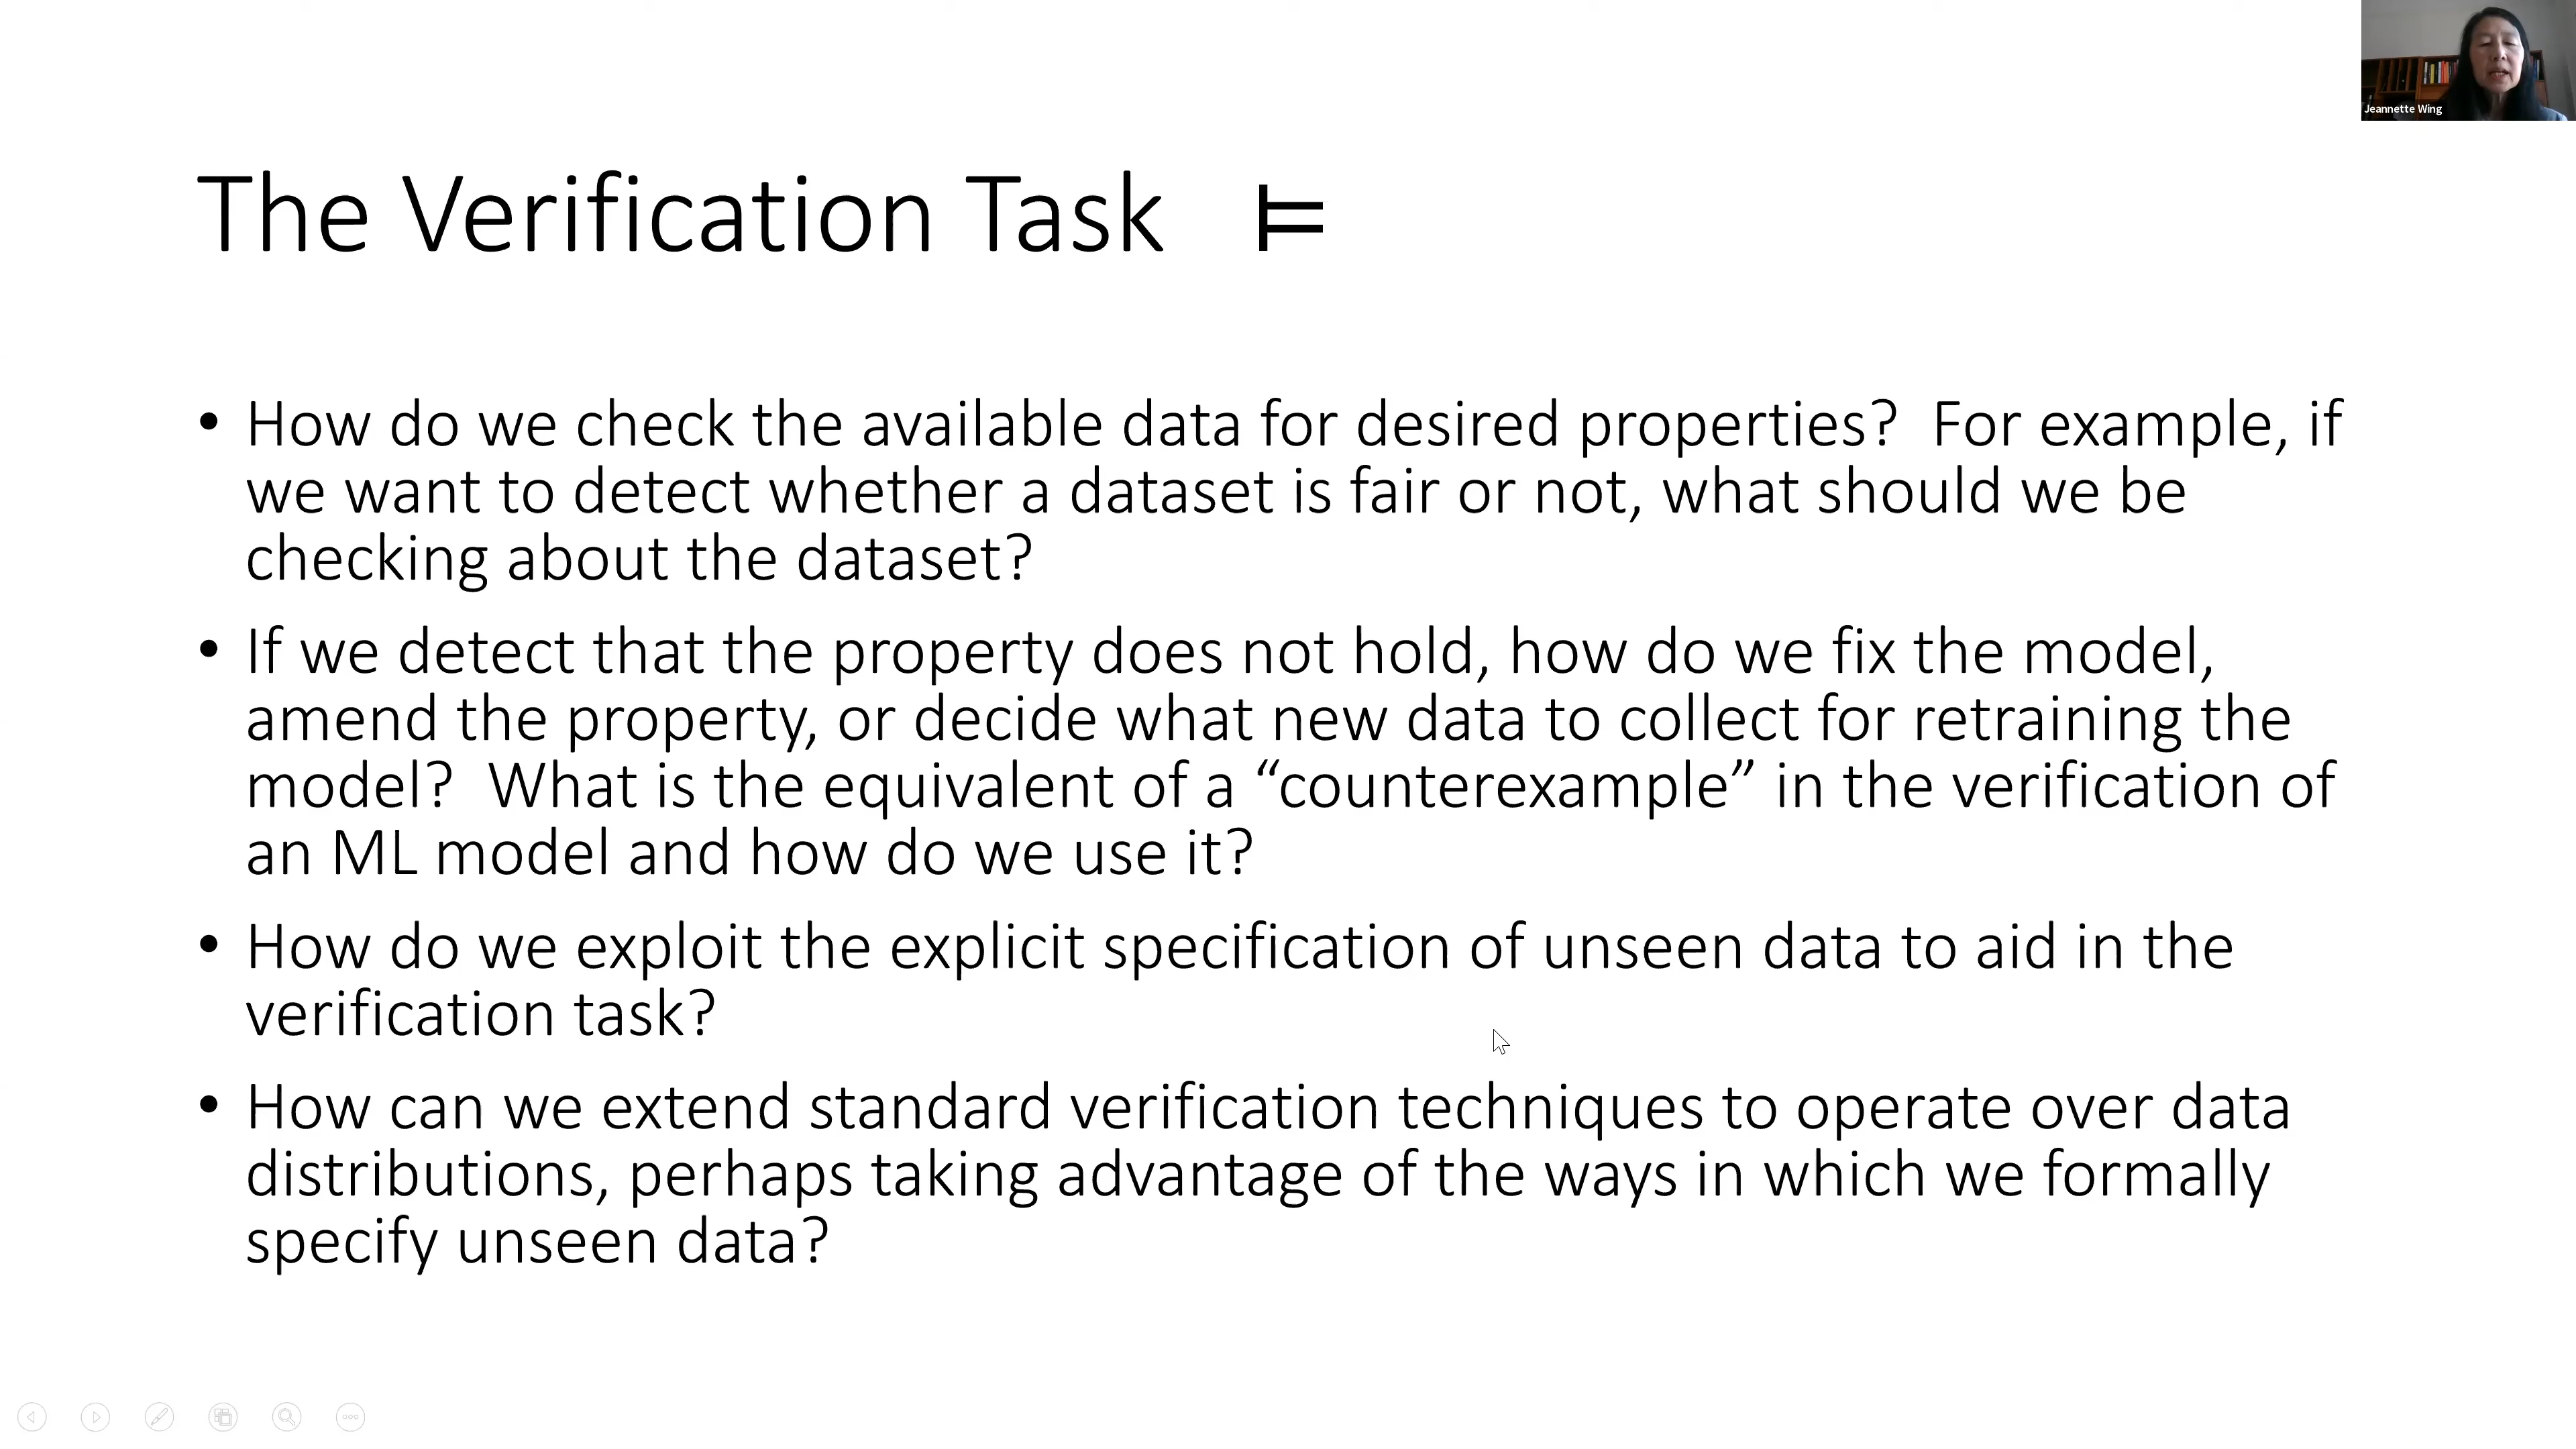 Jeannette Wing
The Verification Task ⊨
• How do we check the available data for desired properties?  For example, if
we want to detect whether a dataset is fair or not, what should we be
checking about the dataset?
• If we detect that the property does not hold, how do we fix the model,
amend the property, or decide what new data to collect for retraining the
model?  What is the equivalent of a “counterexample” in the verification of
an ML model and how do we use it?
• How do we exploit the explicit specification of unseen data to aid in the
verification task?
• How can we extend standard verification techniques to operate over data
distributions, perhaps taking advantage of the ways in which we formally
specify unseen data?